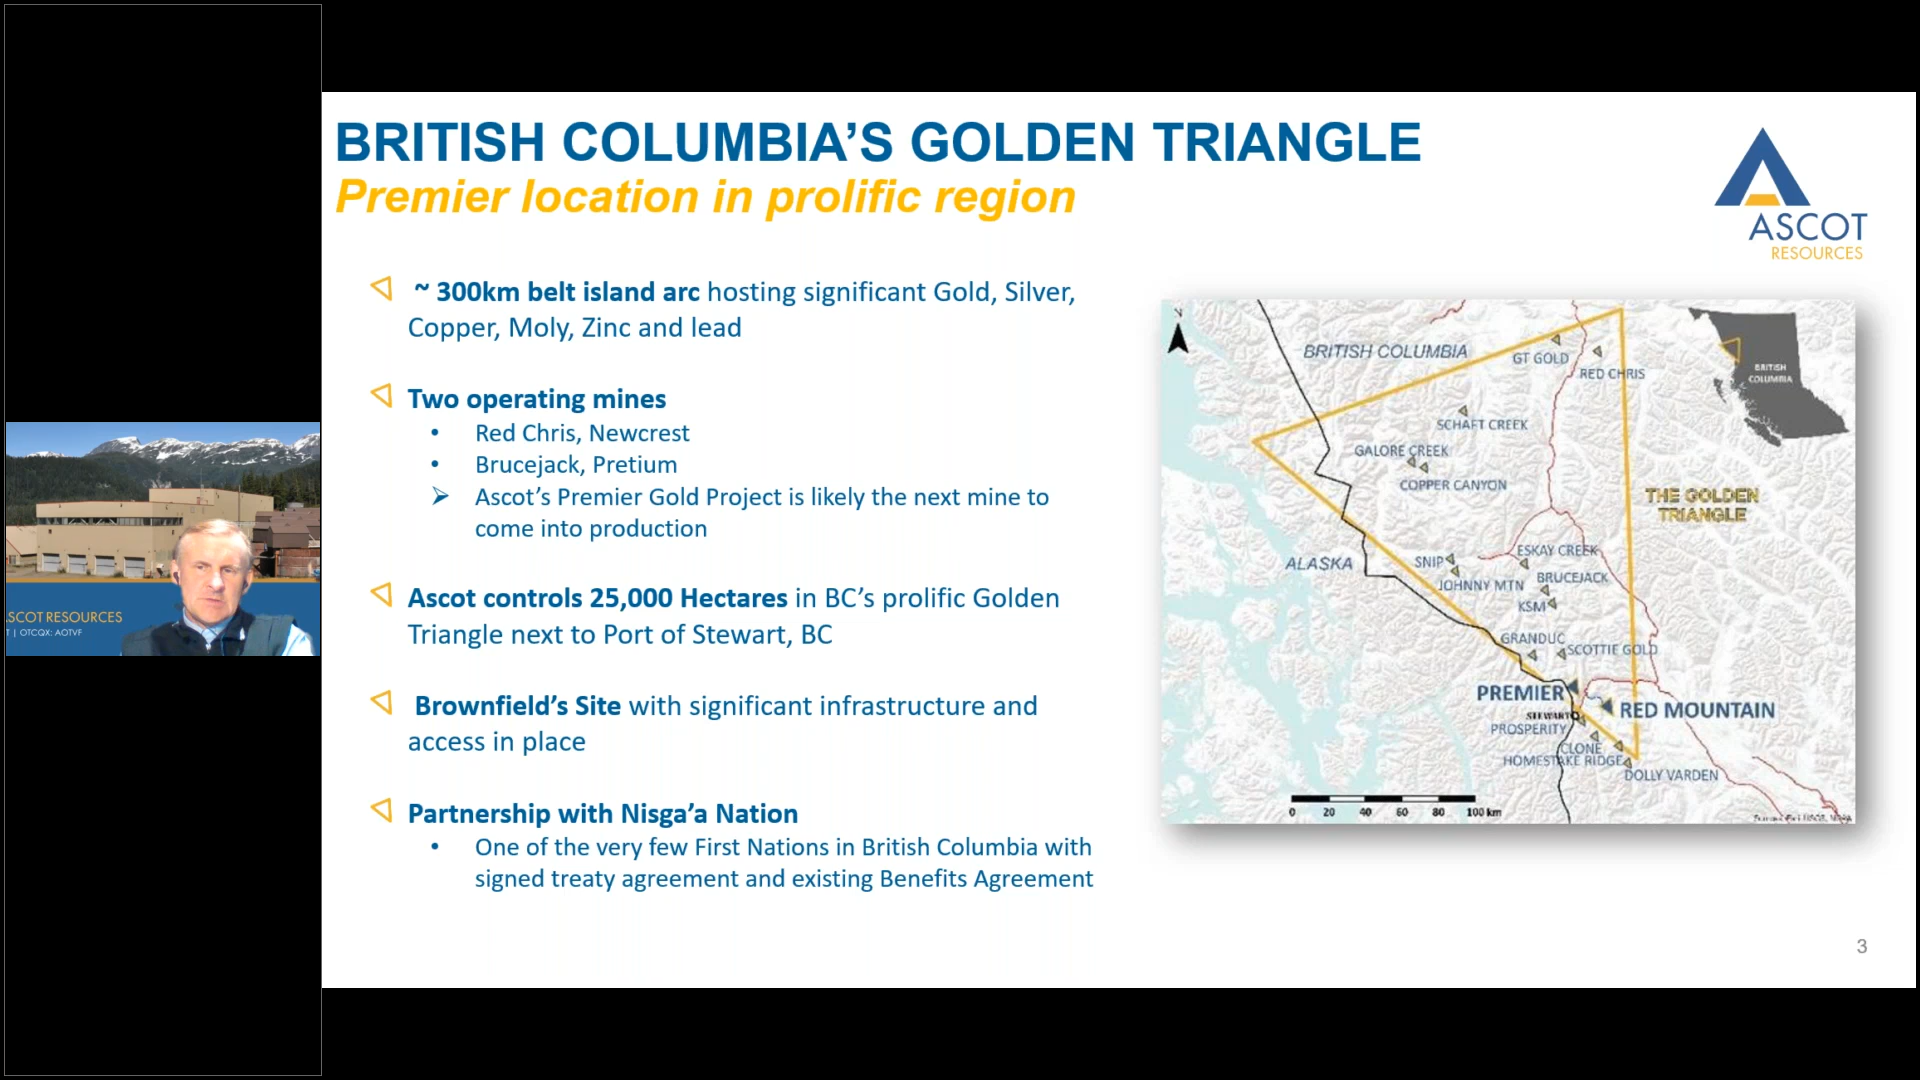 BRITISH COLUMBIA'S GOLDEN TRIANGLE
Premier location in prolific region
ASCOT
RESOURCES
~ 300km belt island arc hosting significant Gold, Silver,
Copper, Moly, Zinc and lead
Two operating mines
• Red Chris, Newcrest
• Brucejack, Pretium
➢ Ascot's Premier Gold Project is likely the next mine to
come into production
Ascot controls 25,000 Hectares in BC's prolific Golden
Triangle next to Port of Stewart, BC
Brownfield's Site with significant infrastructure and
access in place
Partnership with Nisga'a Nation
• One of the very few First Nations in British Columbia with
signed treaty agreement and existing Benefits Agreement
N
BRITISH COLUMBIA
GT GOLD
RED CHRIS
BRITISH
COLUMBIA
SCHAFT CREEK
GALORE CREEK
COPPER CANYON
THE GOLDEN
TRIANGLE
ALASKA
SNIP
ESKAY CREEK
JOHNNY MTN
BRUCEJACK
KSM
GRANDUC
SCOTTIE GOLD
PREMIER
RED MOUNTAIN
STEWART
PROSPERITY
CLONE
HOMESTAKE RIDGE
DOLLY VARDEN
0 20 40 60 80 100 km
SCOT RESOURCES
T | OTCQX: AOTVF
3